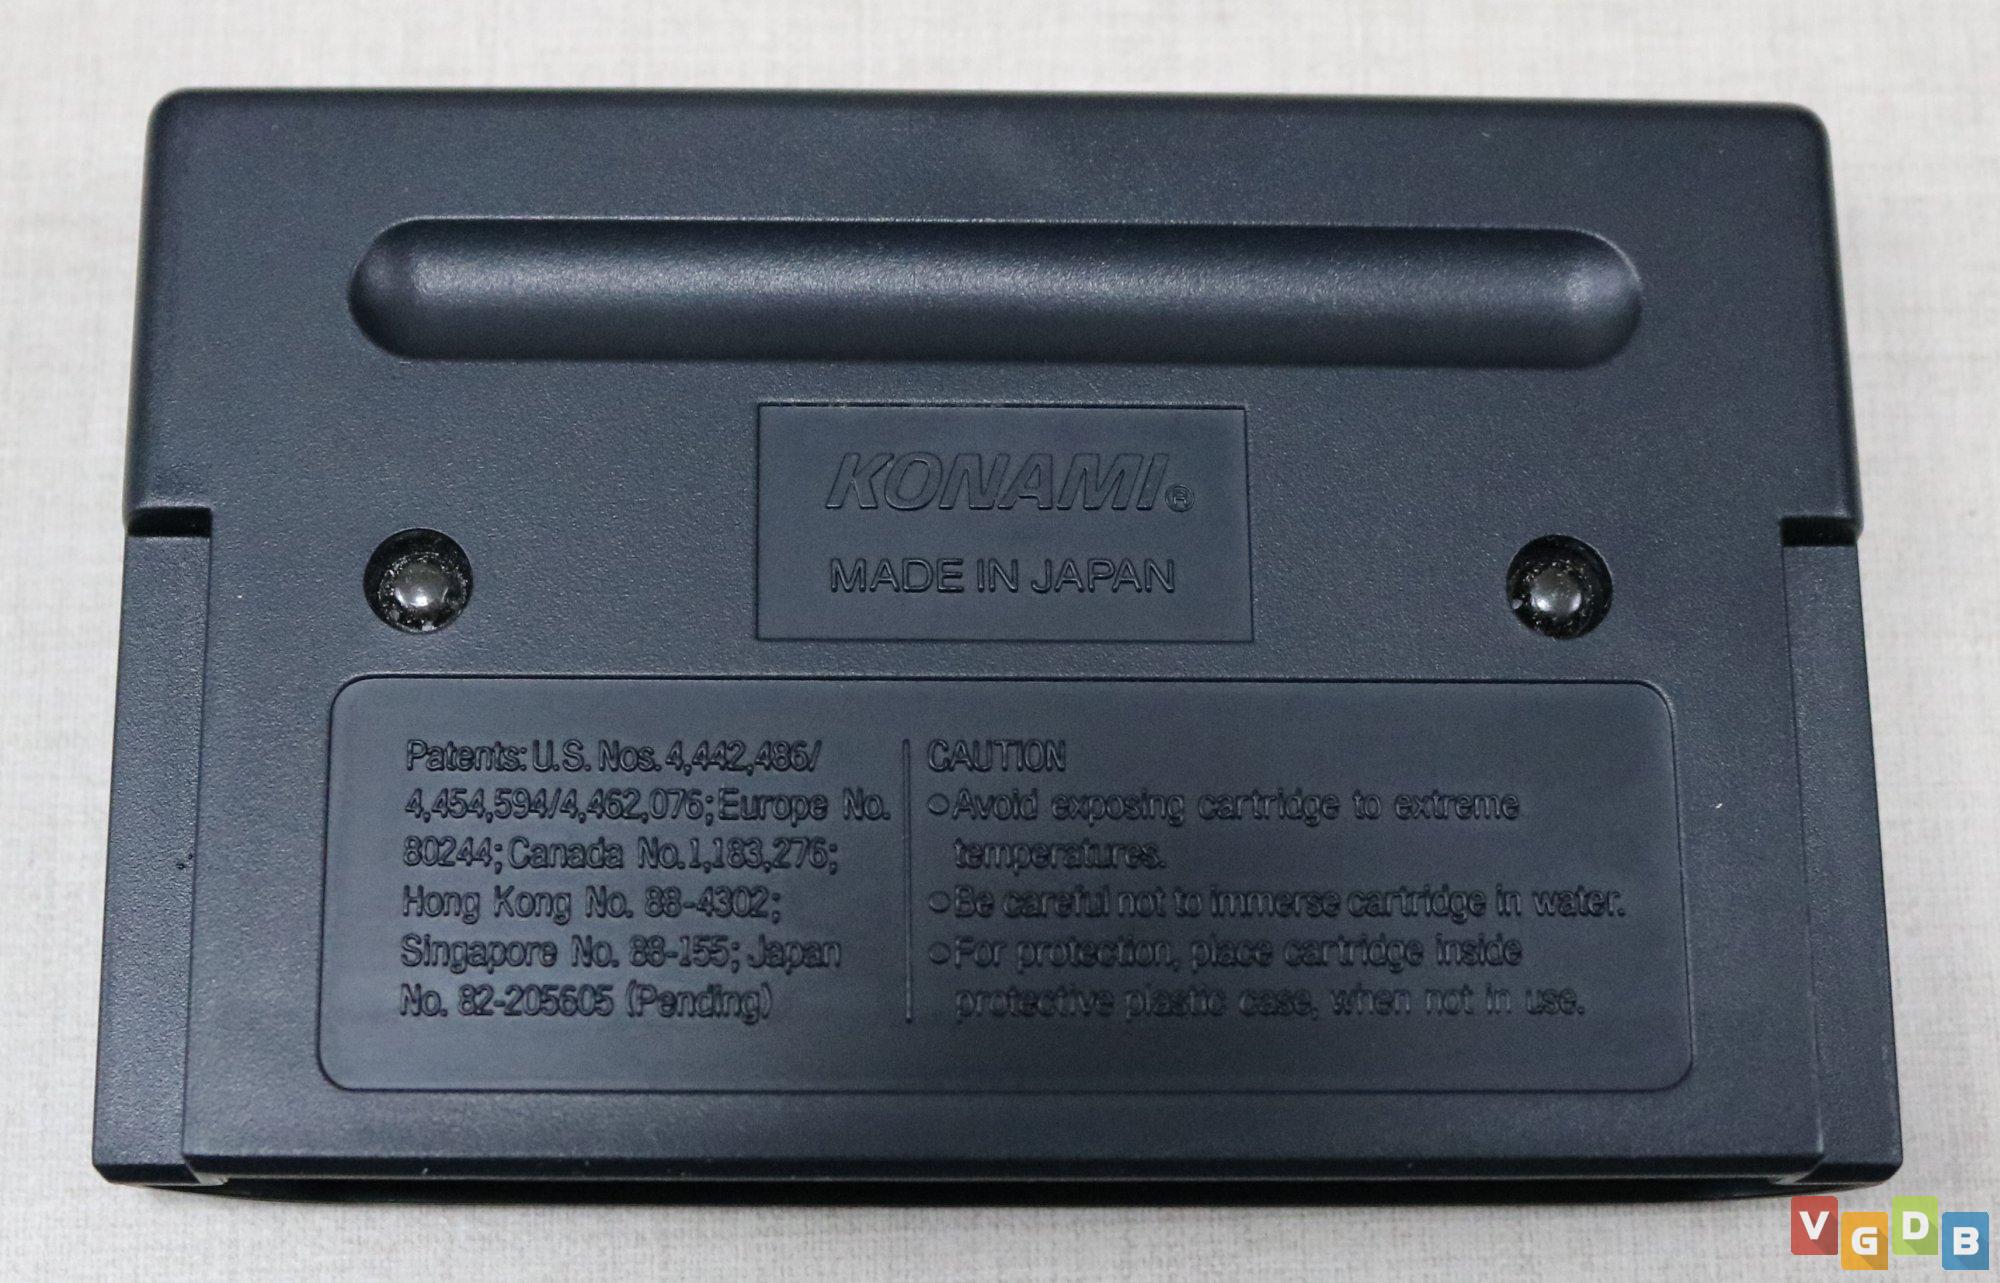 KONAMI®
MADE IN JAPAN
Patents: U.S. Nos. 4,442,486/
4,454,594/4,462,076; Europe No.
80244; Canada No. 1,183,276;
Hong Kong No. 88-4302;
Singapore No. 88-155; Japan
No. 82-205605 (Pending)
CAUTION
○Avoid exposing cartridge to extreme
temperatures.
○Be careful not to immerse cartridge in water.
○For protection, place cartridge inside
protective plastic case, when not in use.
VGDB